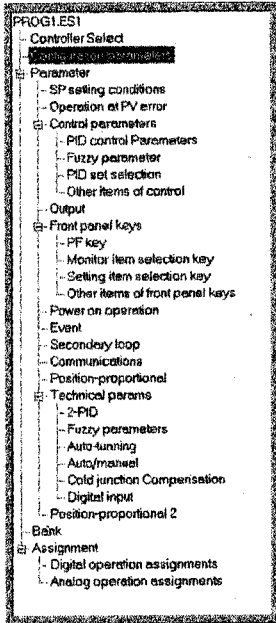 PROG1.ES1
Controller Select
Parameter
SP setting conditions
Operation at PV error
Control parameters
PID control Parameters
Fuzzy parameter
PID set selection
Other items of control
Output
Front panel keys
PF key
Monitor item selection key
Setting item selection key
Other items of front panel keys
Power on operation
Event
Secondary loop
Communications
Position-proportional
Technical params
2-PID
Fuzzy parameters
Auto-tunning
Auto/manual
Cold junction Compensation
Digital input
Position-proportional 2
Bank
Assignment
Digital operation assignments
Analog operation assignments